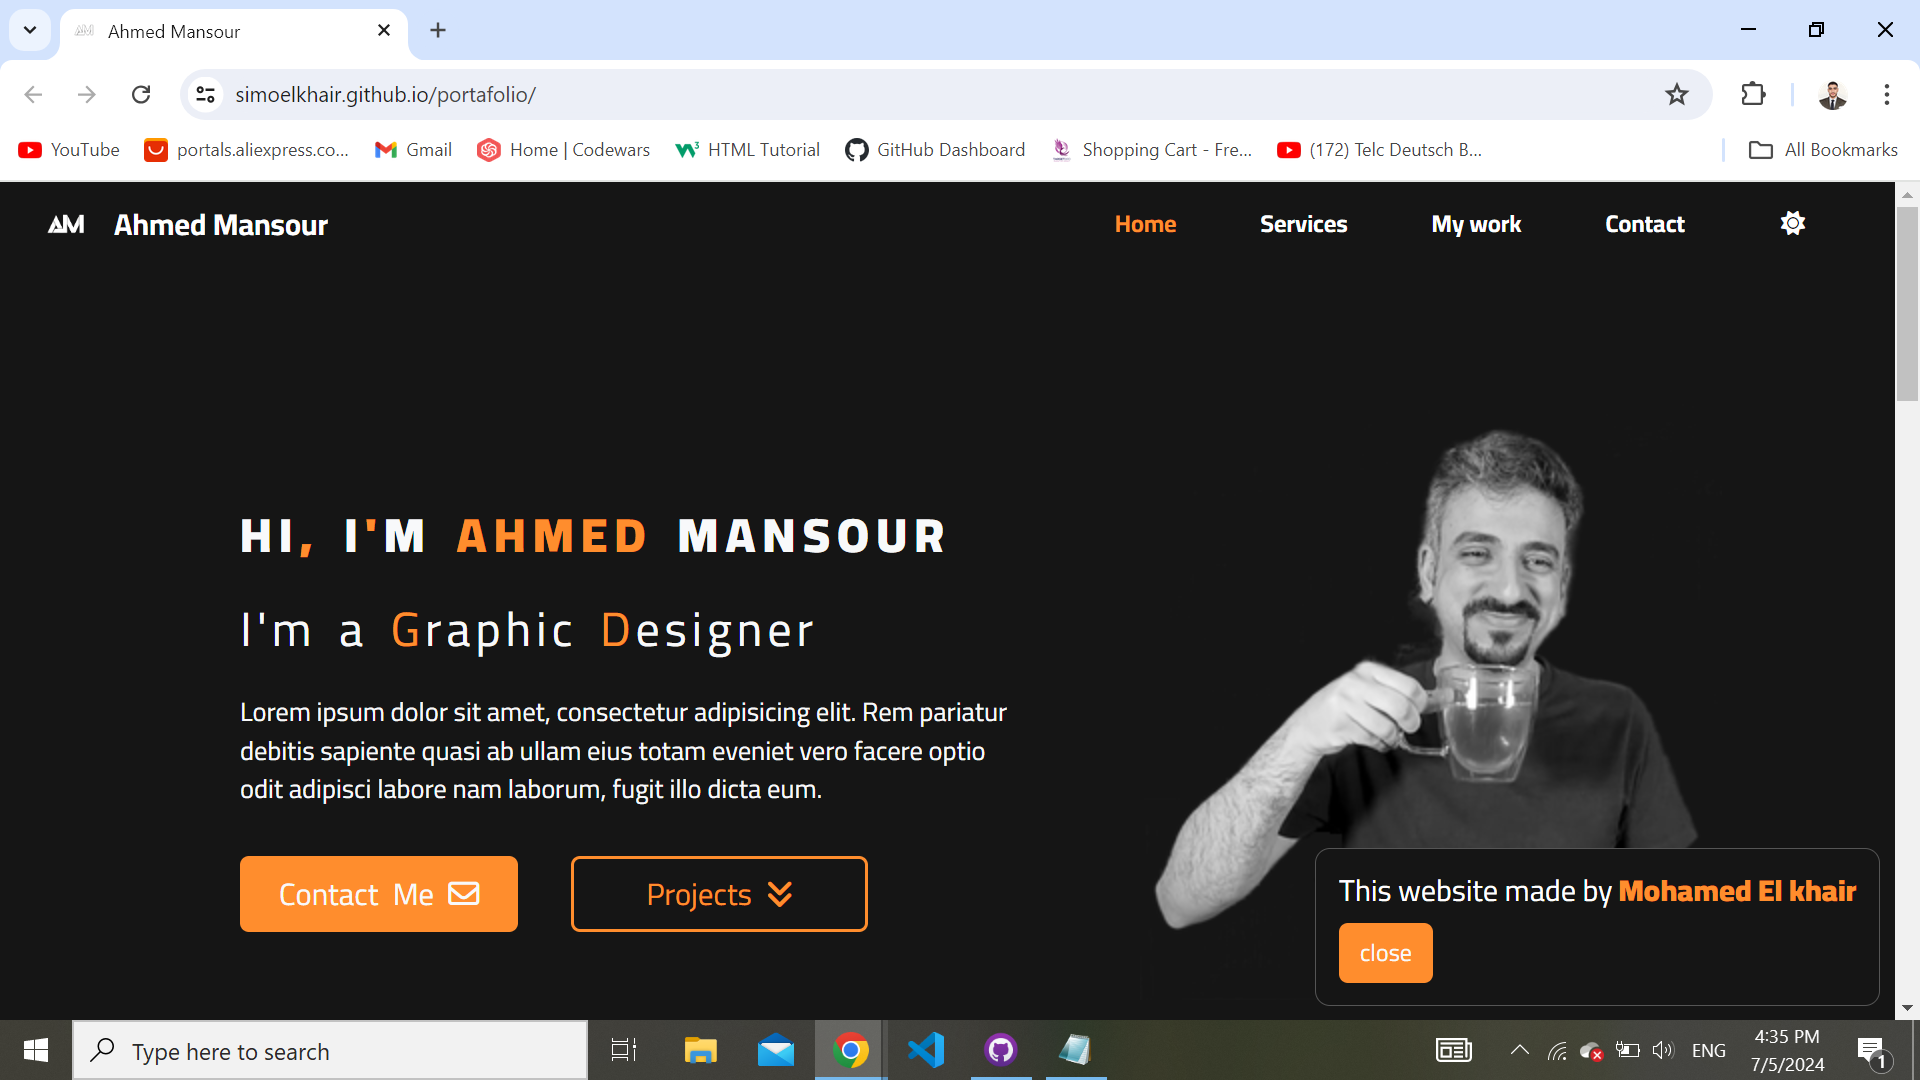 Ahmed Mansour
simoelkhair.github.io/portafolio/
YouTube
portals.aliexpress.co...
Gmail
Home | Codewars
HTML Tutorial
GitHub Dashboard
Shopping Cart - Fre...
(172) Telc Deutsch B...
All Bookmarks
AM
Ahmed Mansour
Home
Services
My work
Contact
HI, I'M AHMED MANSOUR
I'm a Graphic Designer
Lorem ipsum dolor sit amet, consectetur adipisicing elit. Rem pariatur
debitis sapiente quasi ab ullam eius totam eveniet vero facere optio
odit adipisci labore nam laborum, fugit illo dicta eum.
Contact Me
Projects
This website made by Mohamed El khair
close
Type here to search
ENG
4:35 PM
7/5/2024
1